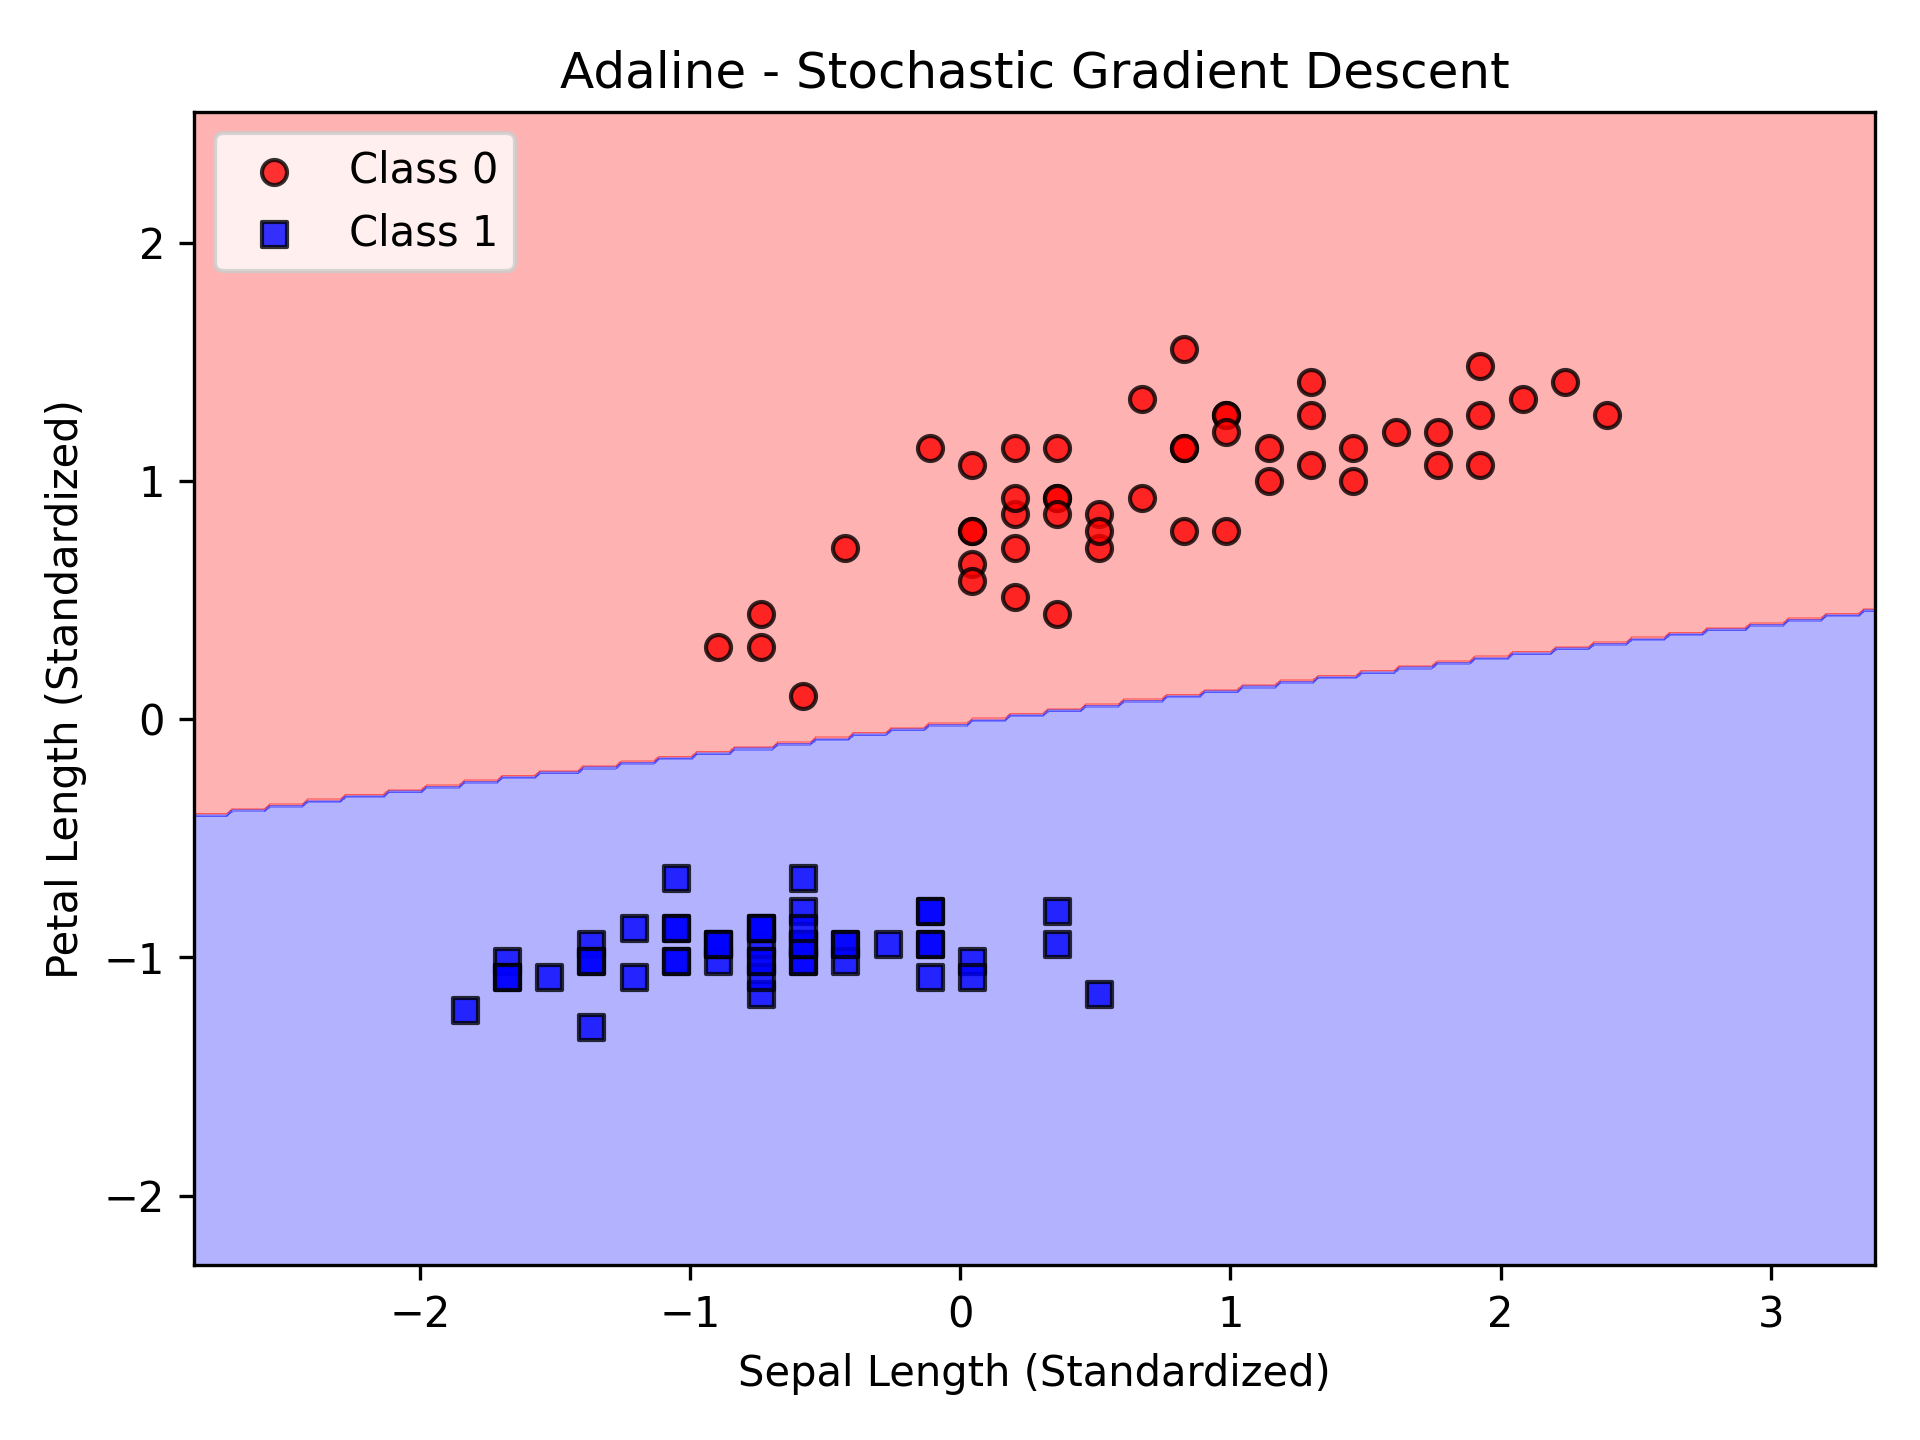 Adaline - Stochastic Gradient Descent
Class 0
Class 1
2
1
0
−1
−2
Petal Length (Standardized)
−2
−1
0
1
2
3
Sepal Length (Standardized)